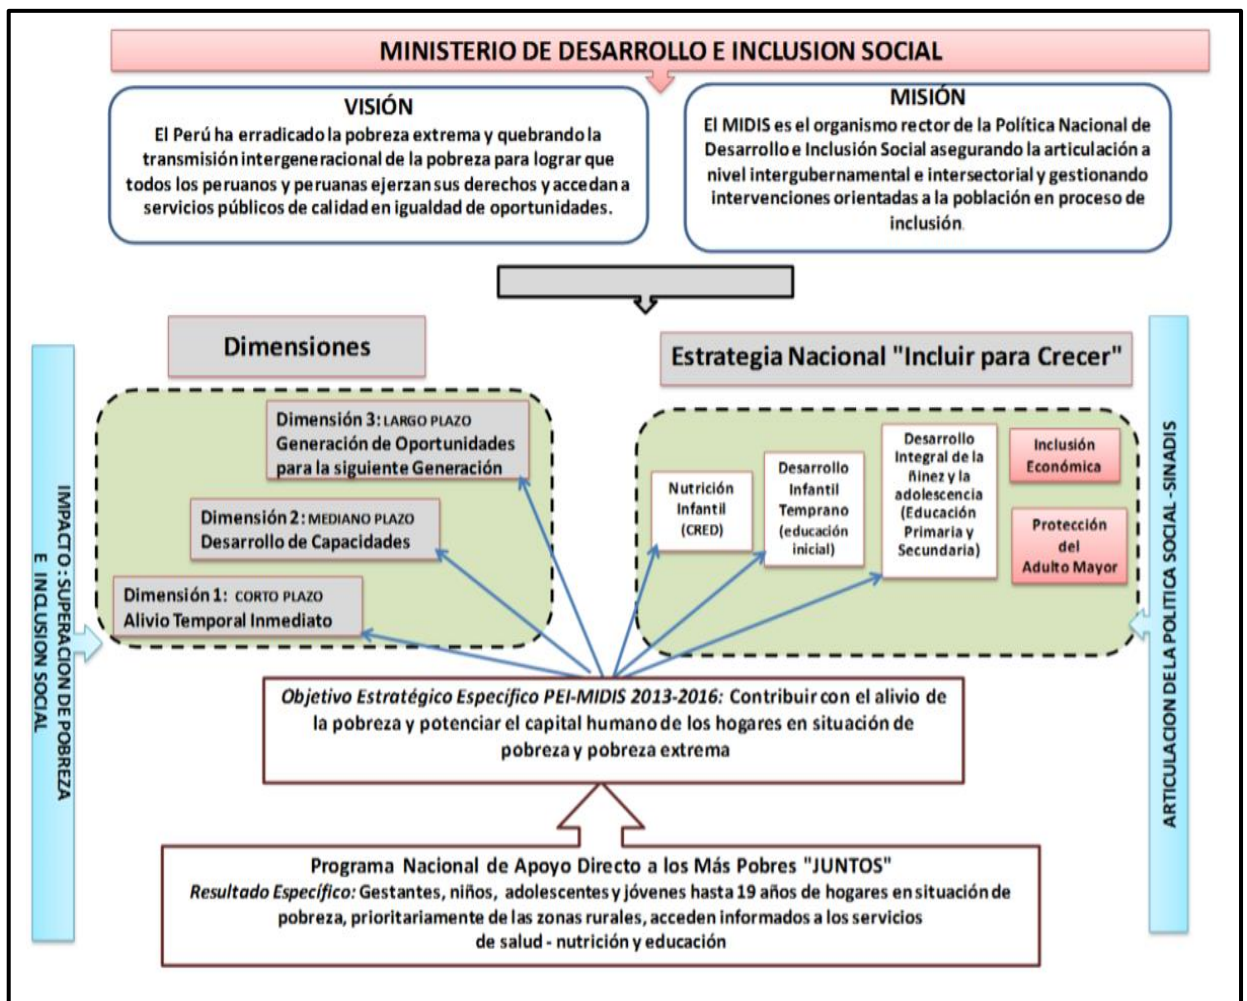 MINISTERIO DE DESARROLLO E INCLUSION SOCIAL
VISIÓN
El Perú ha erradicado la pobreza extrema y quebrando la
transmisión intergeneracional de la pobreza para lograr que
todos los peruanos y peruanas ejerzan sus derechos y accedan a
servicios públicos de calidad en igualdad de oportunidades.
MISIÓN
El MIDIS es el organismo rector de la Política Nacional de
Desarrollo e Inclusión Social asegurando la articulación a
nivel intergubernamental e intersectorial y gestionando
intervenciones orientadas a la población en proceso de
inclusión.
Dimensiones
Dimensión 3: LARGO PLAZO
Generación de Oportunidades
para la siguiente Generación
Dimensión 2: MEDIANO PLAZO
Desarrollo de Capacidades
Dimensión 1: CORTO PLAZO
Alivio Temporal Inmediato
Estrategia Nacional "Incluir para Crecer"
Nutrición
Infantil
(CRED)
Desarrollo
Infantil
Temprano
(educación
inicial)
Desarrollo
Integral de la
ñinez y la
adolescencia
(Educación
Primaria y
Secundaria)
Inclusión
Económica
Protección
del
Adulto Mayor
IMPACTO : SUPERACION DE POBREZA
E INCLUSION SOCIAL
ARTICULACION DE LA POLITICA SOCIAL -SINADIS
Objetivo Estratégico Específico PEI-MIDIS 2013-2016: Contribuir con el alivio de
la pobreza y potenciar el capital humano de los hogares en situación de
pobreza y pobreza extrema
Programa Nacional de Apoyo Directo a los Más Pobres "JUNTOS"
Resultado Específico: Gestantes, niños, adolescentes y jóvenes hasta 19 años de hogares en situación de
pobreza, prioritariamente de las zonas rurales, acceden informados a los servicios
de salud - nutrición y educación